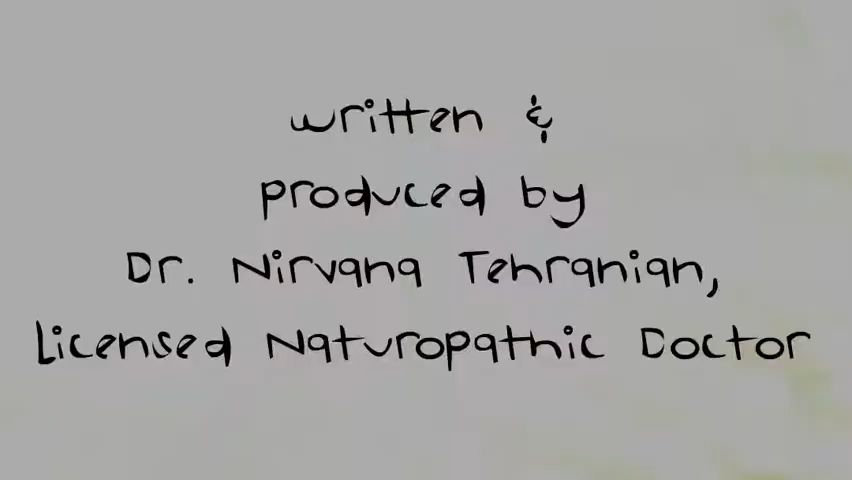 written &
produced by
Dr. Nirvana Tehranian,
Licensed Naturopathic Doctor